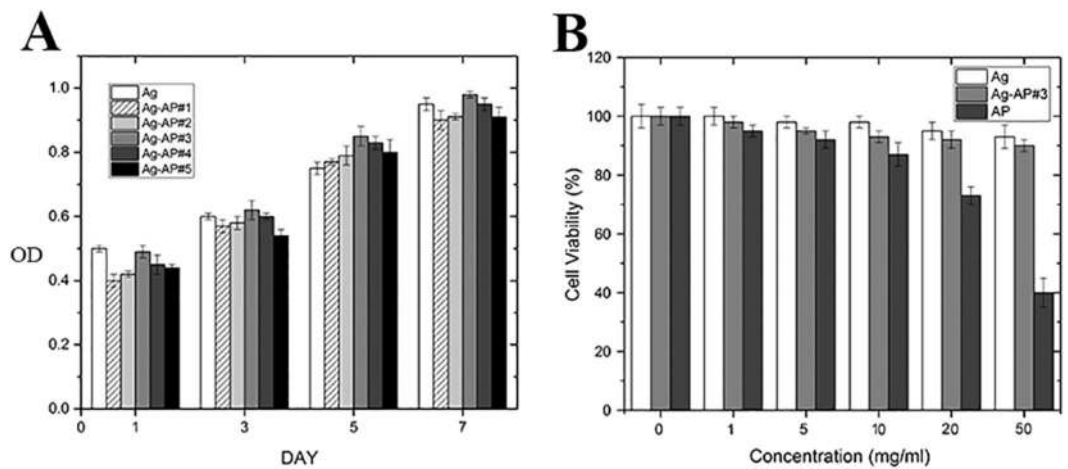 A
Ag
Ag-AP#1
Ag-AP#2
Ag-AP#3
Ag-AP#4
Ag-AP#5
1.0
0.8
0.6
0.4
0.2
0.0
OD
0 1 3 5 7
DAY
B
Ag
Ag-AP#3
AP
120
100
80
60
40
20
0
Cell Viability (%)
0 1 5 10 20 50
Concentration (mg/ml)